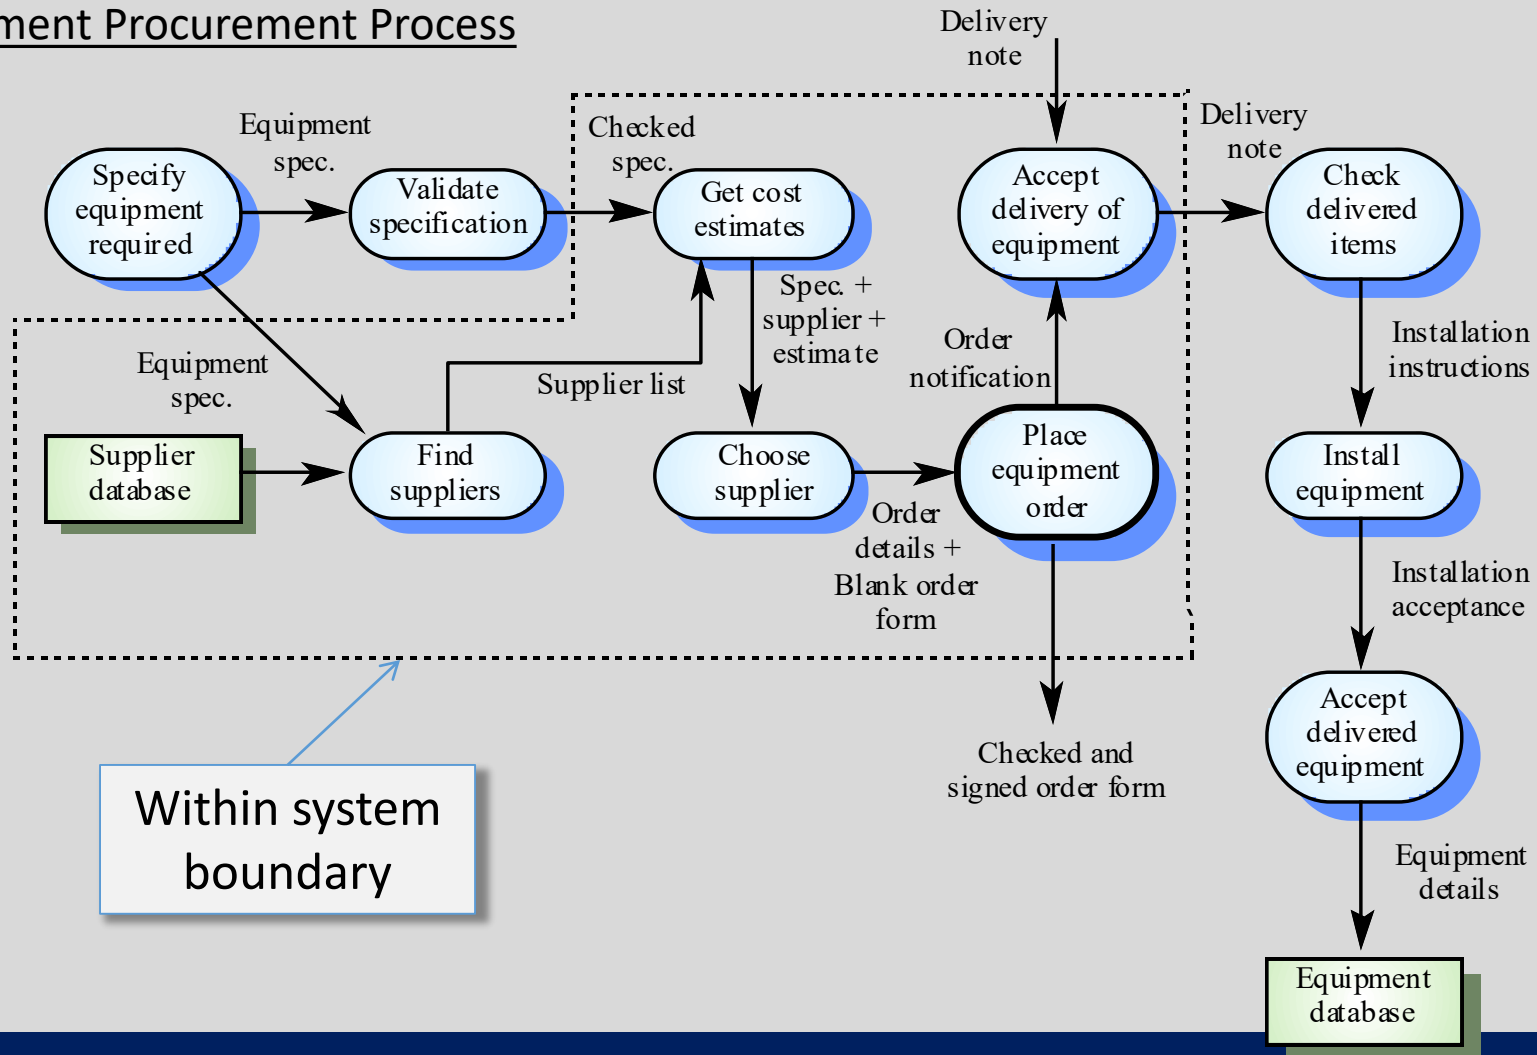 ment Procurement Process
Delivery
note
Equipment
spec.
Checked
spec.
Delivery
note
Specify
equipment
required
Validate
specification
Get cost
estimates
Accept
delivery of
equipment
Check
delivered
items
Spec. +
supplier +
estimate
Equipment
spec.
Supplier list
Order
notification
Installation
instructions
Supplier
database
Find
suppliers
Choose
supplier
Place
equipment
order
Install
equipment
Order
details +
Blank order
form
Installation
acceptance
Accept
delivered
equipment
Checked and
signed order form
Within system
boundary
Equipment
details
Equipment
database